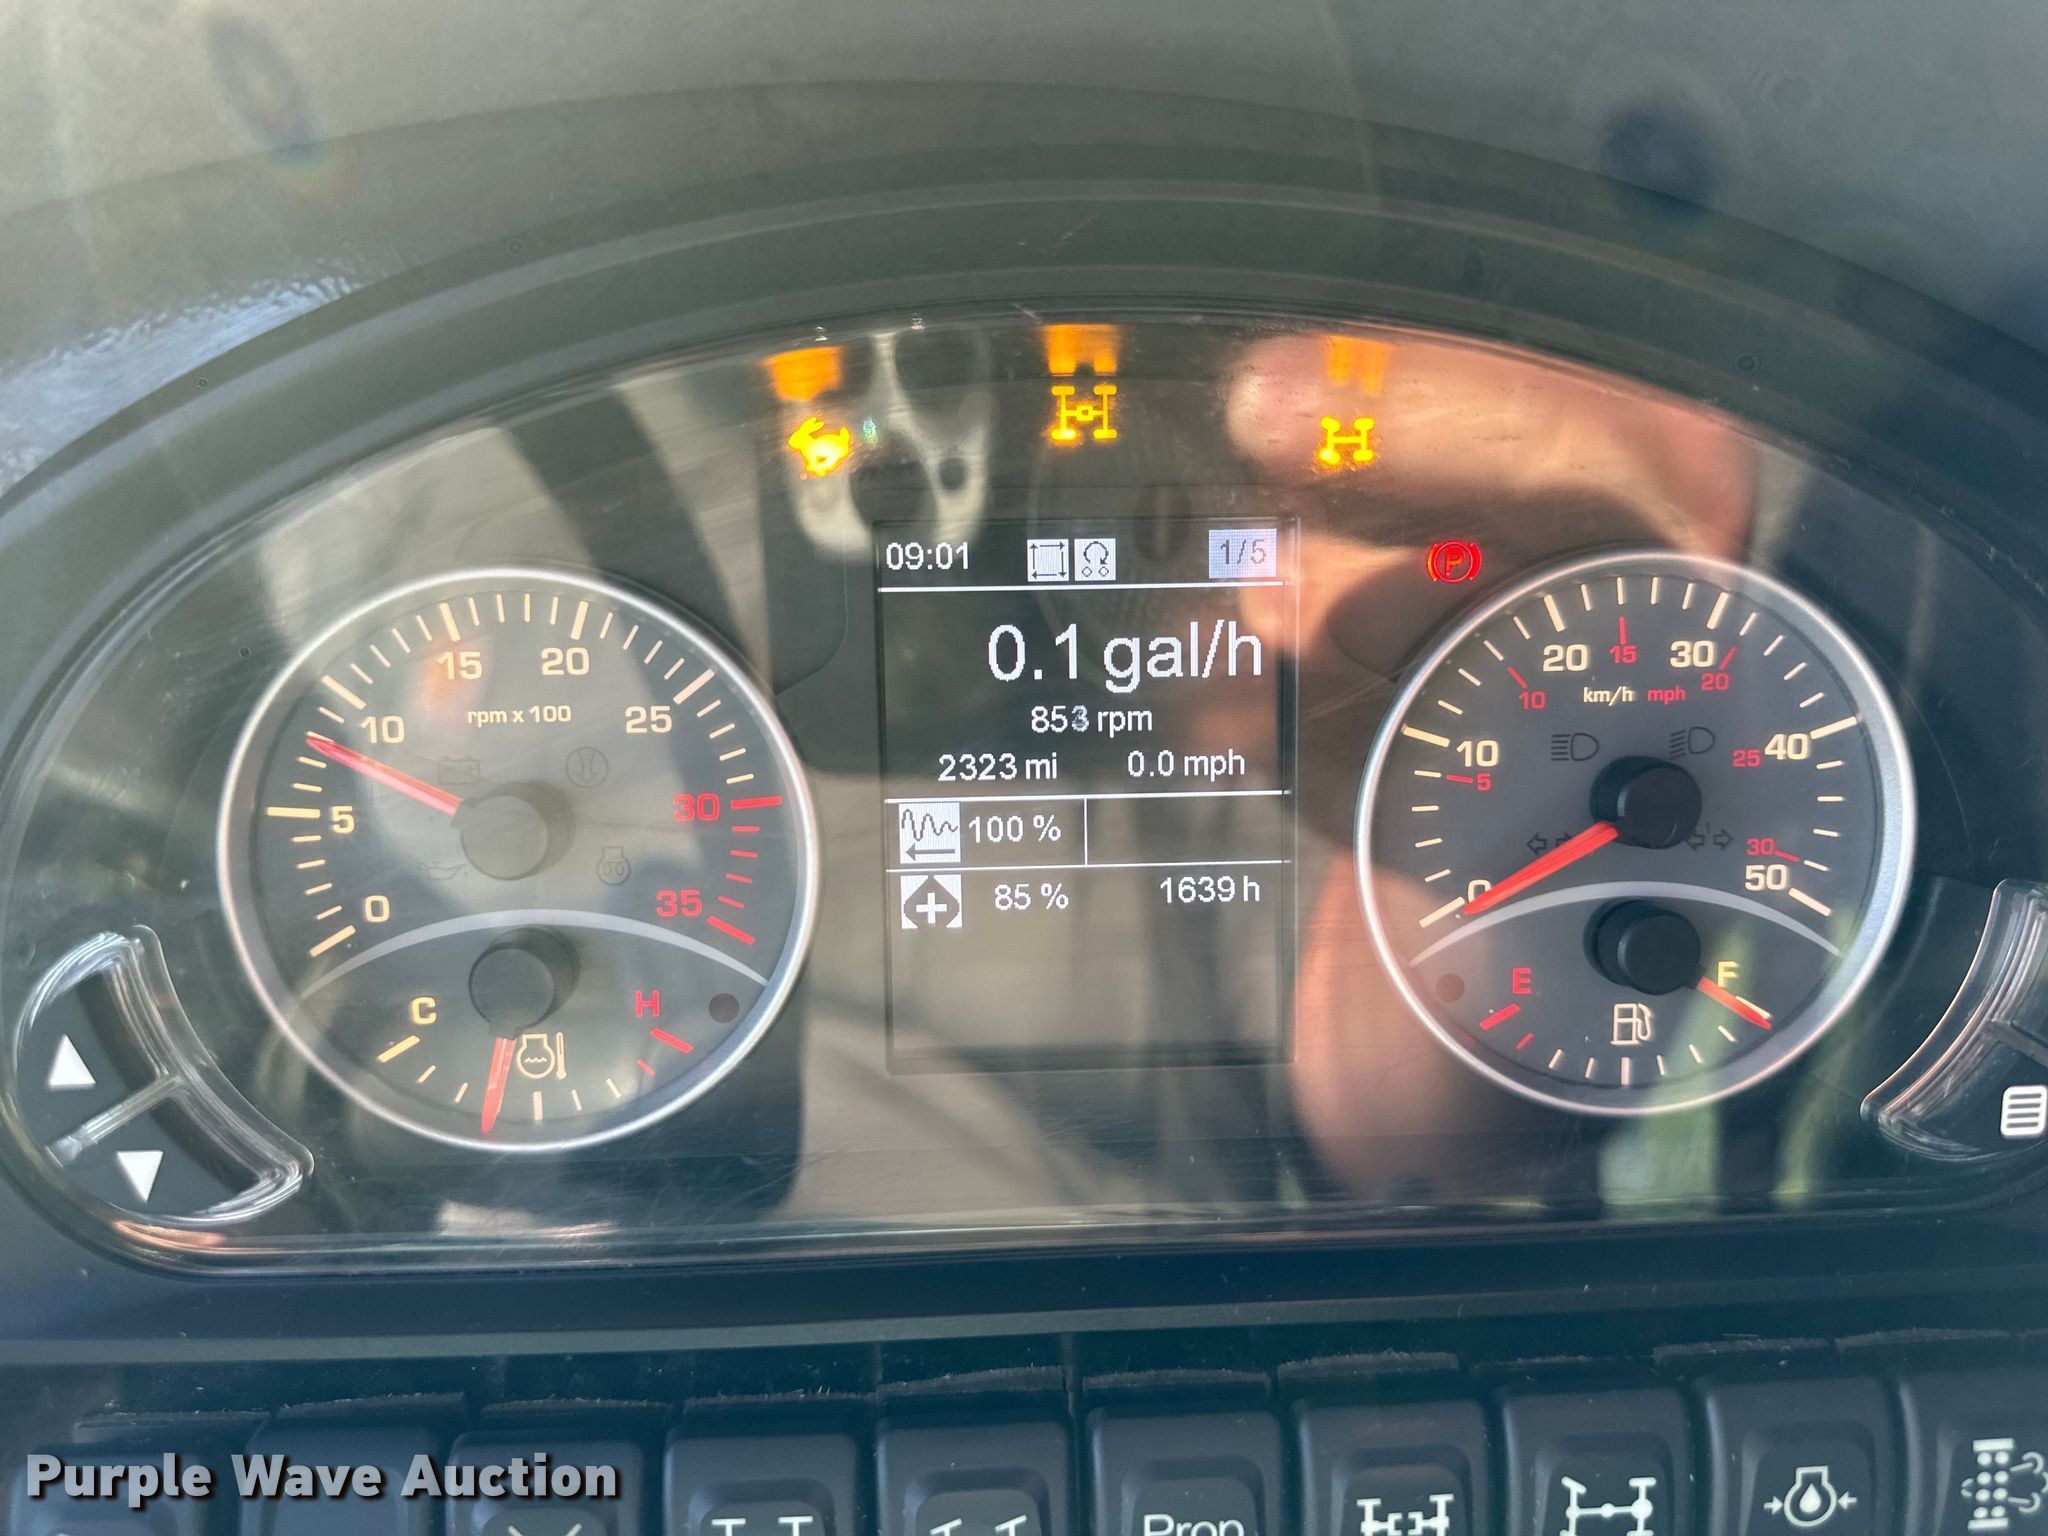 09:01 1/5
0.1 gal/h
853 rpm
2323 mi 0.0 mph
100 %
85 % 1639 h
0 5 10 15 20 25 30 35
rpm x 100
C H
0 10 20 30 40 50
km/h mph
5 10 15 20 25 30
E F
P
Prop
Purple Wave Auction